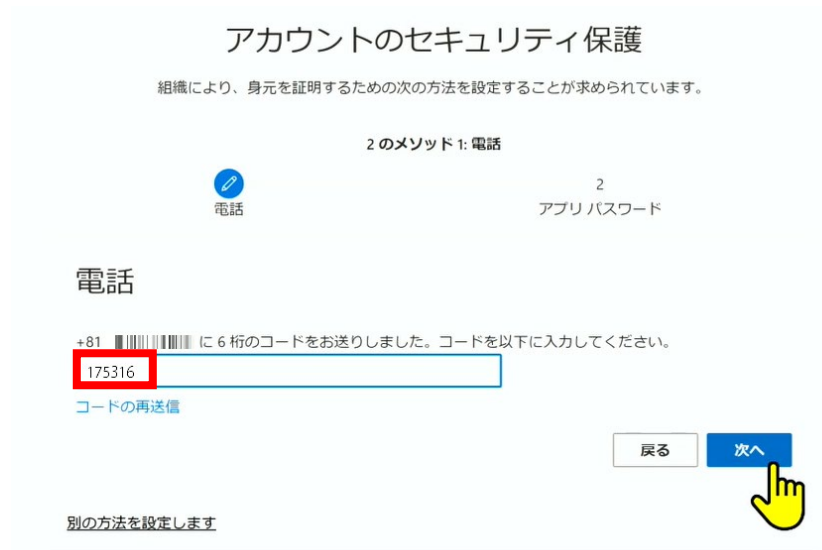 アカウントのセキュリティ保護
組織により、身元を証明するための次の方法を設定することが求められています。
2 のメソッド 1: 電話
2
電話
アプリ パスワード
電話
+81 に 6 桁のコードをお送りしました。コードを以下に入力してください。
175316
コードの再送信
戻る 次へ
別の方法を設定します